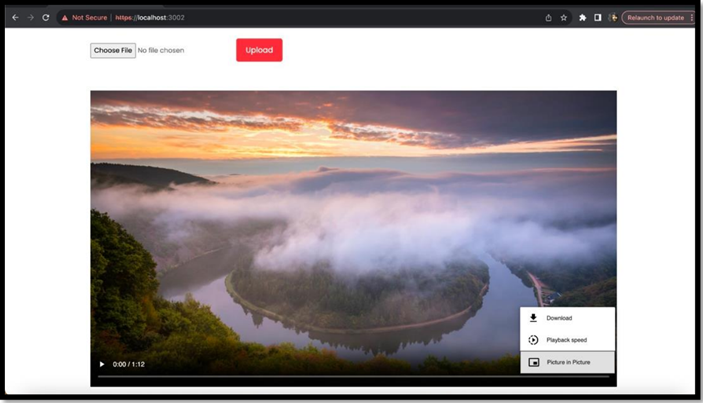 Not Secure | https://localhost:3002
Relaunch to update
Choose File No file chosen
Upload
Download
Playback speed
Picture in Picture
0:00 / 1:12